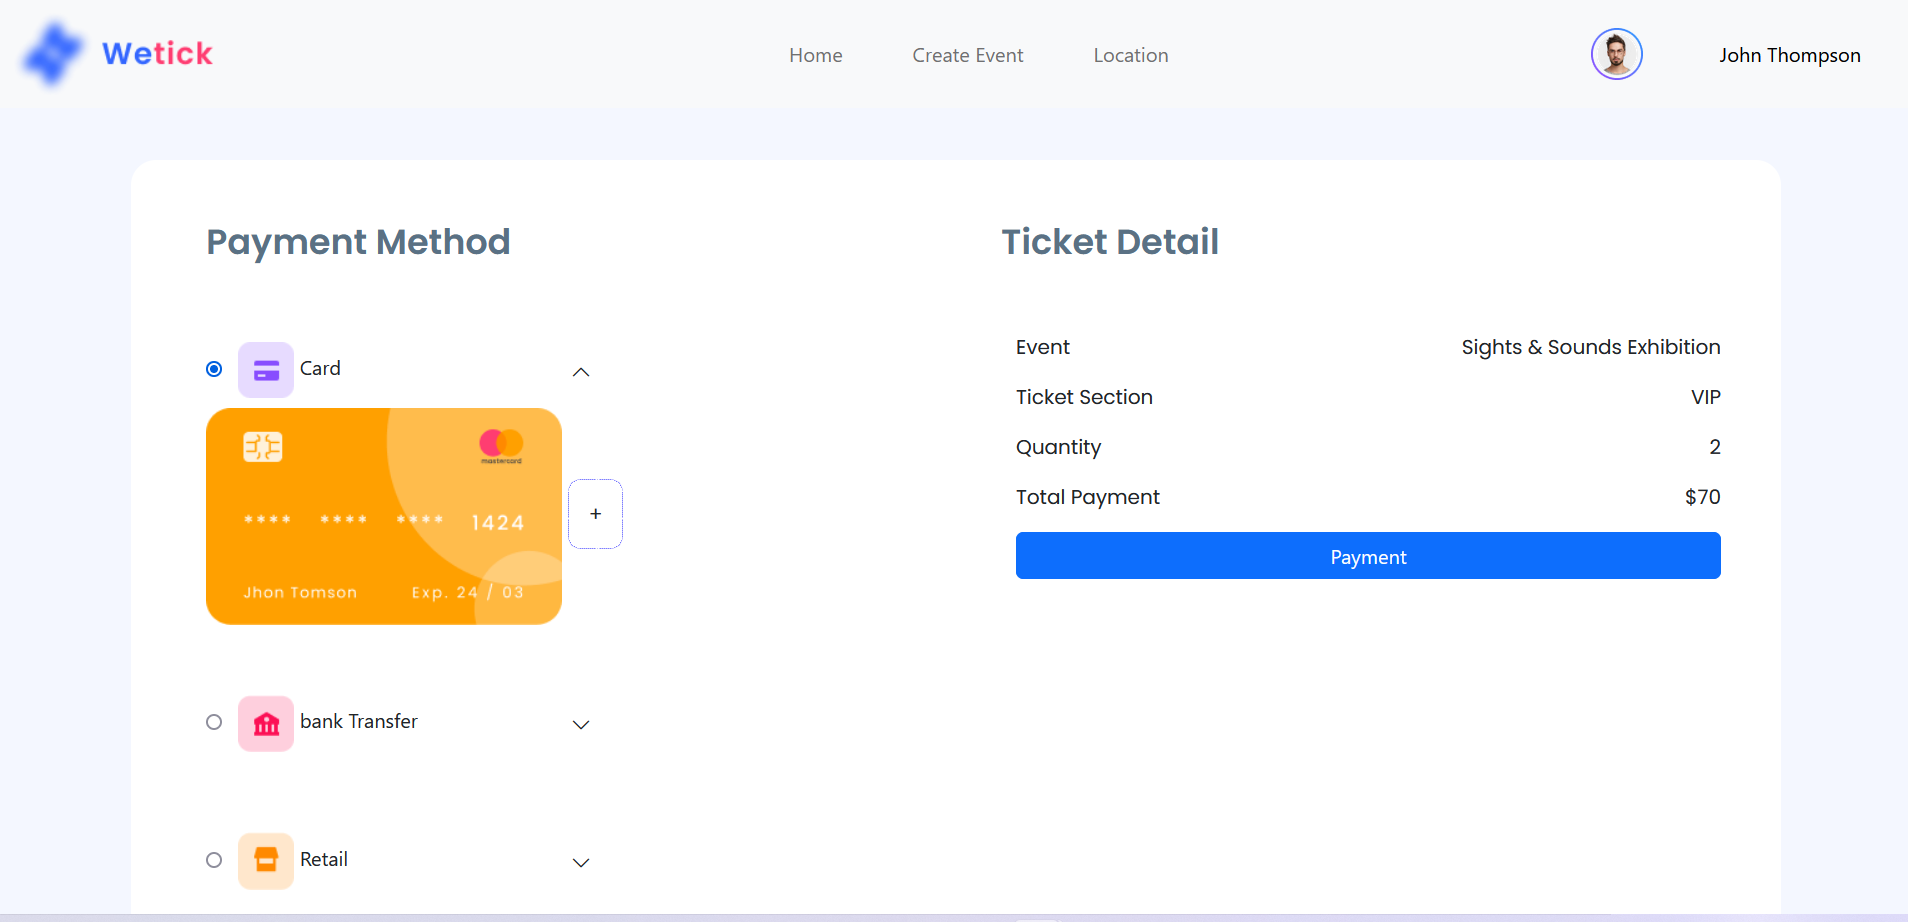 Wetick
Home
Create Event
Location
John Thompson
Payment Method
Card
mastercard
**** **** **** 1424
Jhon Tomson
Exp. 24 / 03
+
bank Transfer
Retail
Ticket Detail
Event Sights & Sounds Exhibition
Ticket Section VIP
Quantity 2
Total Payment $70
Payment